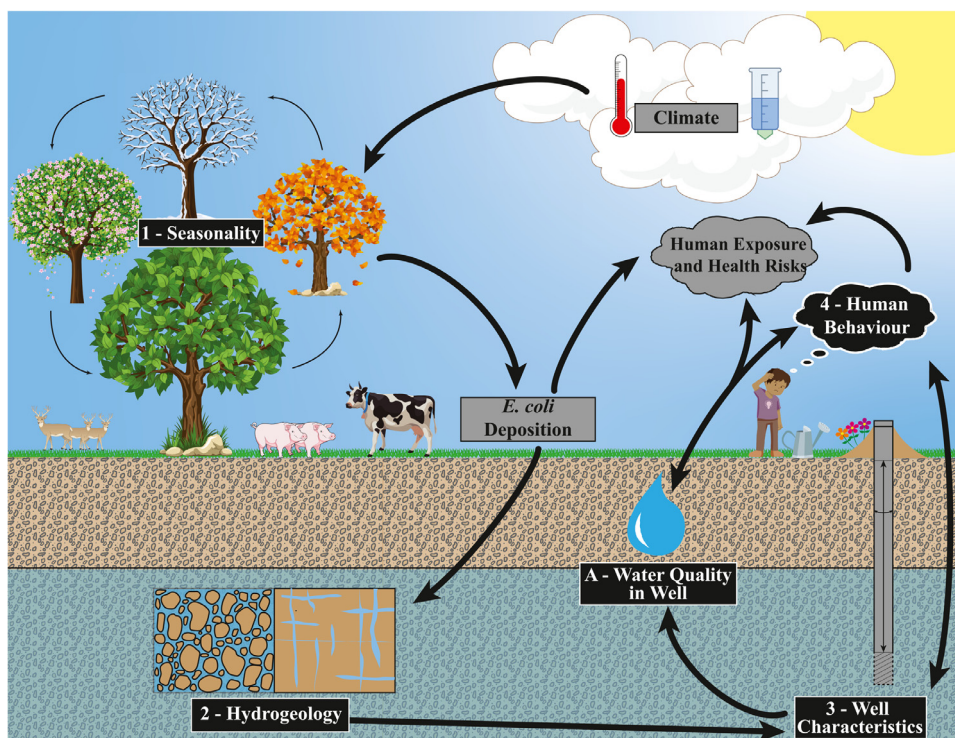 Climate
1 - Seasonality
Human Exposure
and Health Risks
4 - Human
Behaviour
E. coli
Deposition
A - Water Quality
in Well
2 - Hydrogeology
3 - Well
Characteristics